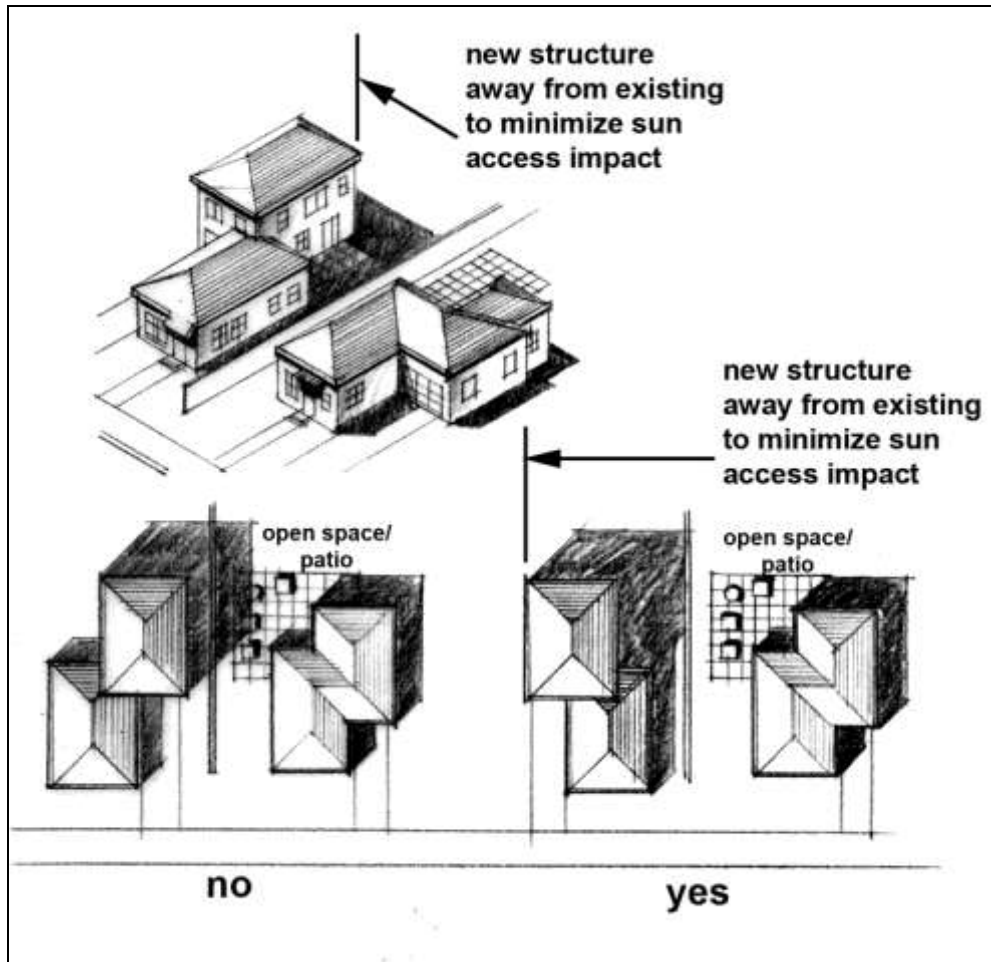 new structure
away from existing
to minimize sun
access impact
new structure
away from existing
to minimize sun
access impact
open space/
patio
open space/
patio
no
yes